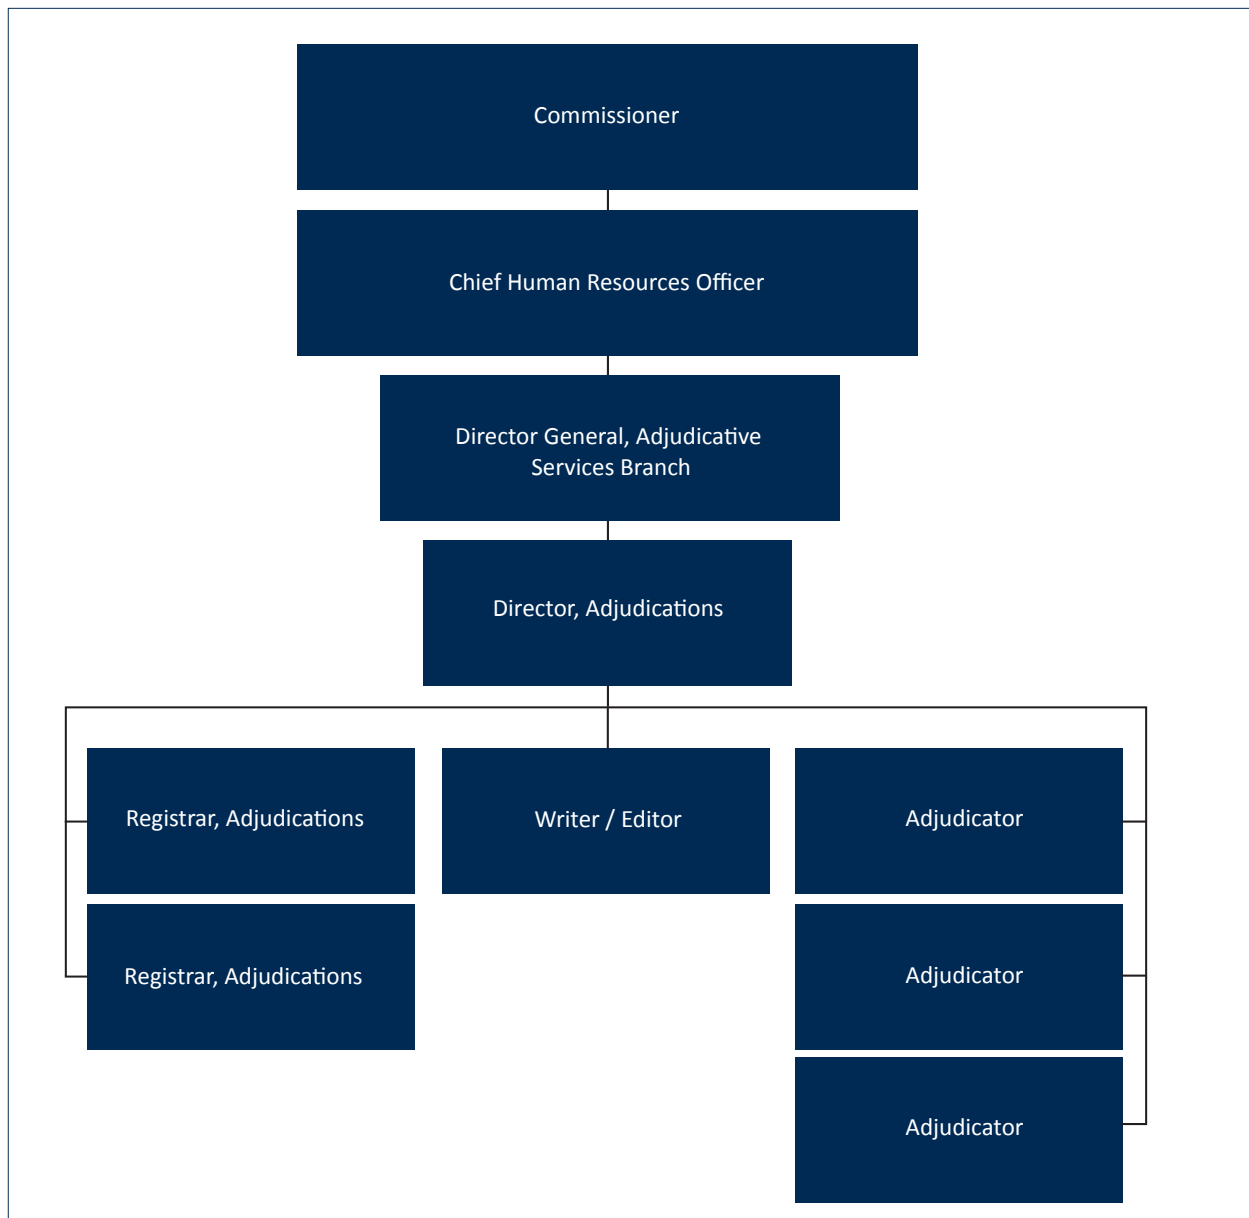 Commissioner
Chief Human Resources Officer
Director General, Adjudicative
Services Branch
Director, Adjudications
Registrar, Adjudications
Writer / Editor
Adjudicator
Registrar, Adjudications
Adjudicator
Adjudicator